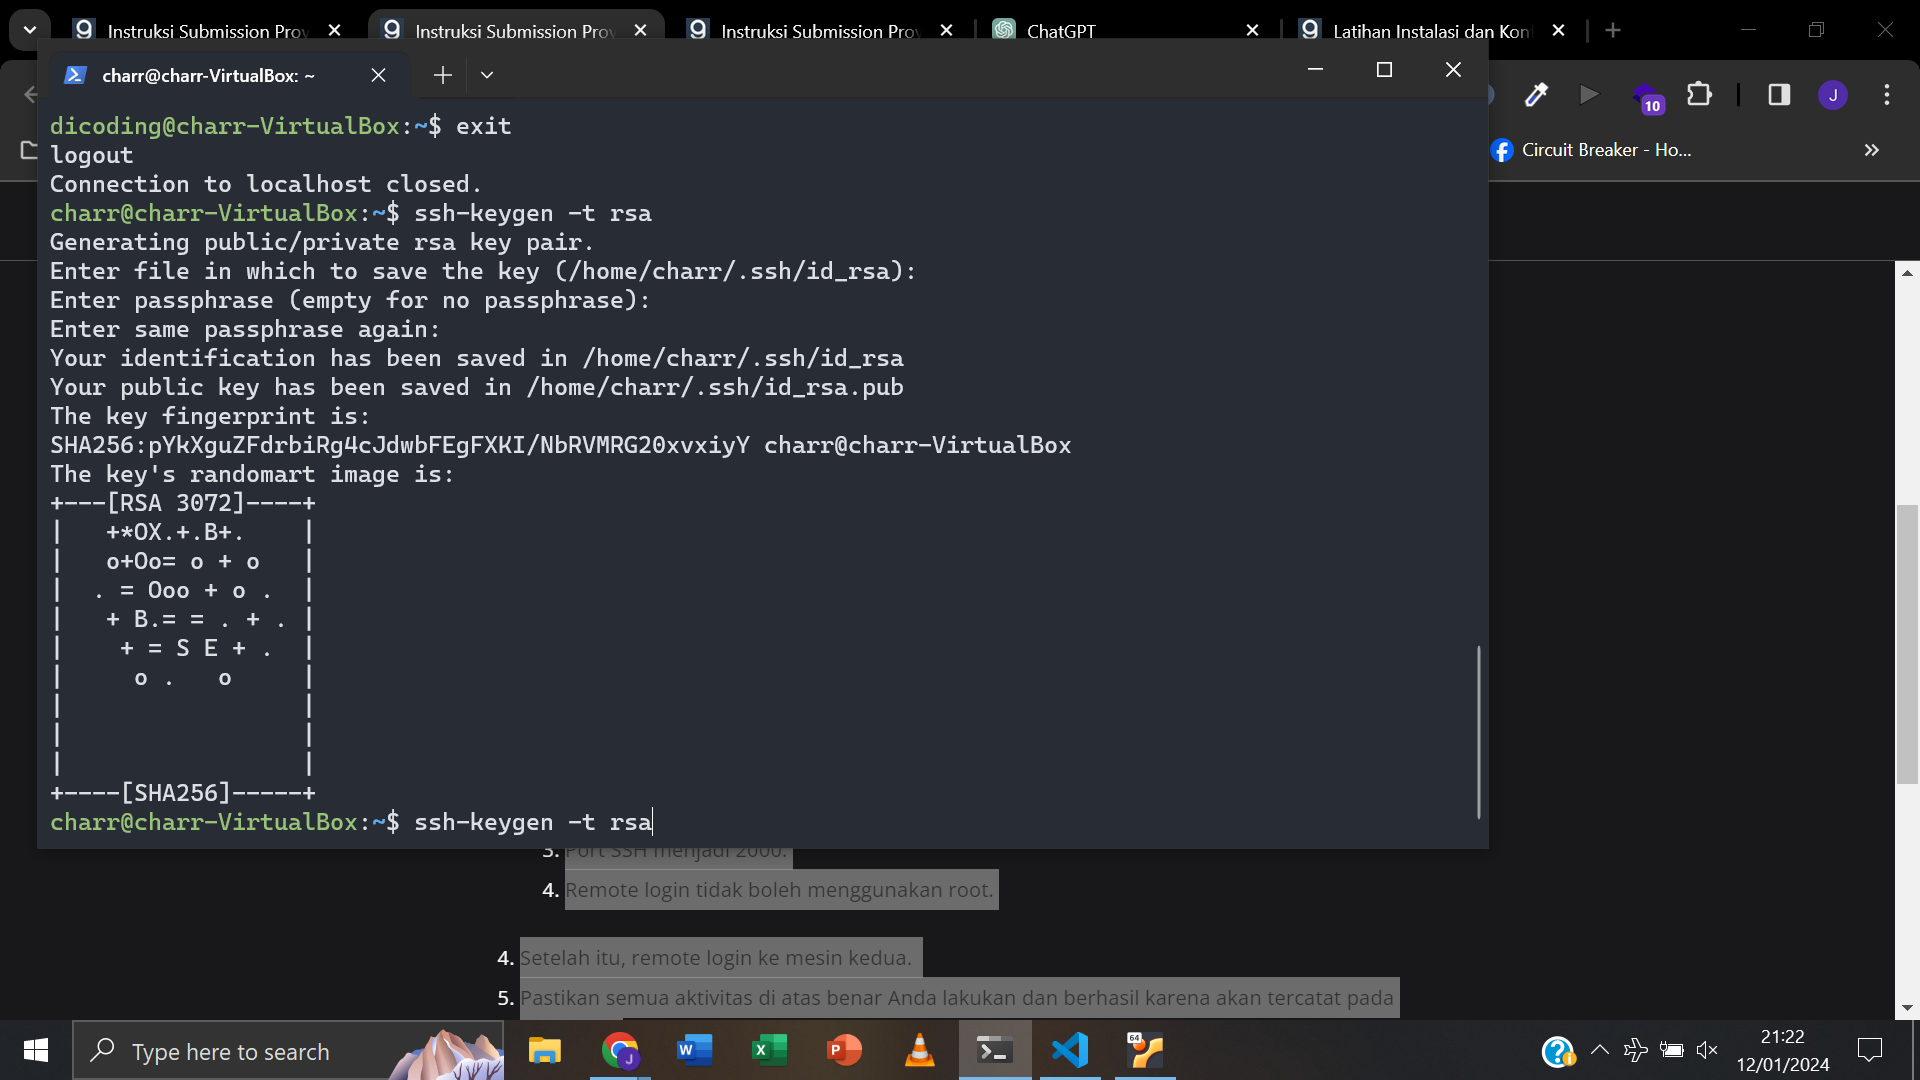 Instruksi Submission Prov
Instruksi Submission Prov
Instruksi Submission Prov
ChatGPT
Latihan Instalasi dan Kon
charr@charr-VirtualBox: ~
10
J
Circuit Breaker - Ho...
dicoding@charr-VirtualBox:~$ exit
logout
Connection to localhost closed.
charr@charr-VirtualBox:~$ ssh-keygen -t rsa
Generating public/private rsa key pair.
Enter file in which to save the key (/home/charr/.ssh/id_rsa):
Enter passphrase (empty for no passphrase):
Enter same passphrase again:
Your identification has been saved in /home/charr/.ssh/id_rsa
Your public key has been saved in /home/charr/.ssh/id_rsa.pub
The key fingerprint is:
SHA256:pYkXguZFdrbiRg4cJdwbFEgFXKI/NbRVMRG20xvxiyY charr@charr-VirtualBox
The key's randomart image is:
+---[RSA 3072]----+
|   +*OX.+.B+.    |
|   o+Oo= o + o   |
|  . = Ooo + o .  |
|   + B.= = . + . |
|    + = S E + .  |
|     o .   o     |
|                 |
|                 |
|                 |
+----[SHA256]-----+
charr@charr-VirtualBox:~$ ssh-keygen -t rsa
3. Port SSH menjadi 2000.
4. Remote login tidak boleh menggunakan root.
4. Setelah itu, remote login ke mesin kedua.
5. Pastikan semua aktivitas di atas benar Anda lakukan dan berhasil karena akan tercatat pada
Type here to search
J
W
X
P
64
21:22
12/01/2024